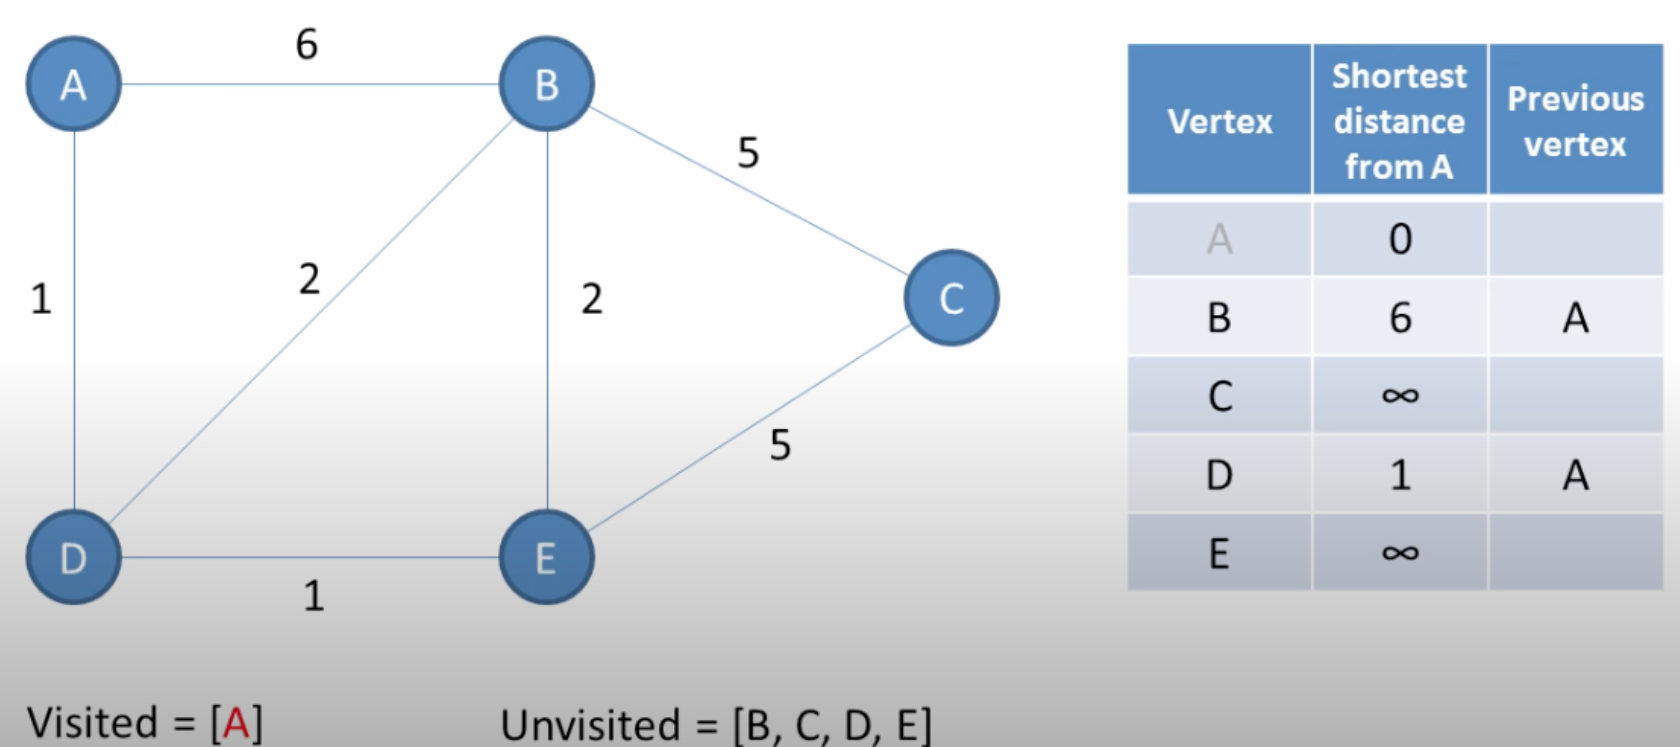 6
A
B
5
1
2
2
C
5
D
E
1
Visited = [A]
Unvisited = [B, C, D, E]
Vertex Shortest distance from A Previous vertex
A 0
B 6 A
C ∞
D 1 A
E ∞